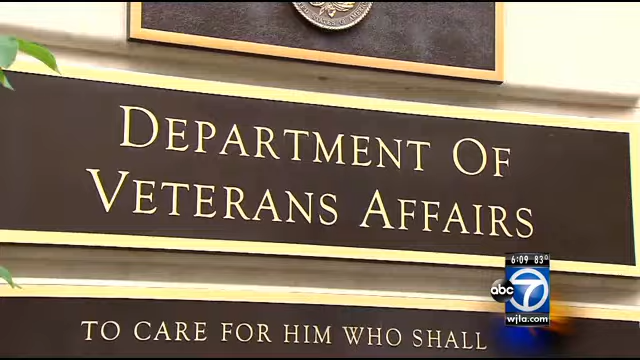 DEPARTMENT OF
VETERANS AFFAIRS
6:09 83°
abc 7
wjla.com
TO CARE FOR HIM WHO SHALL